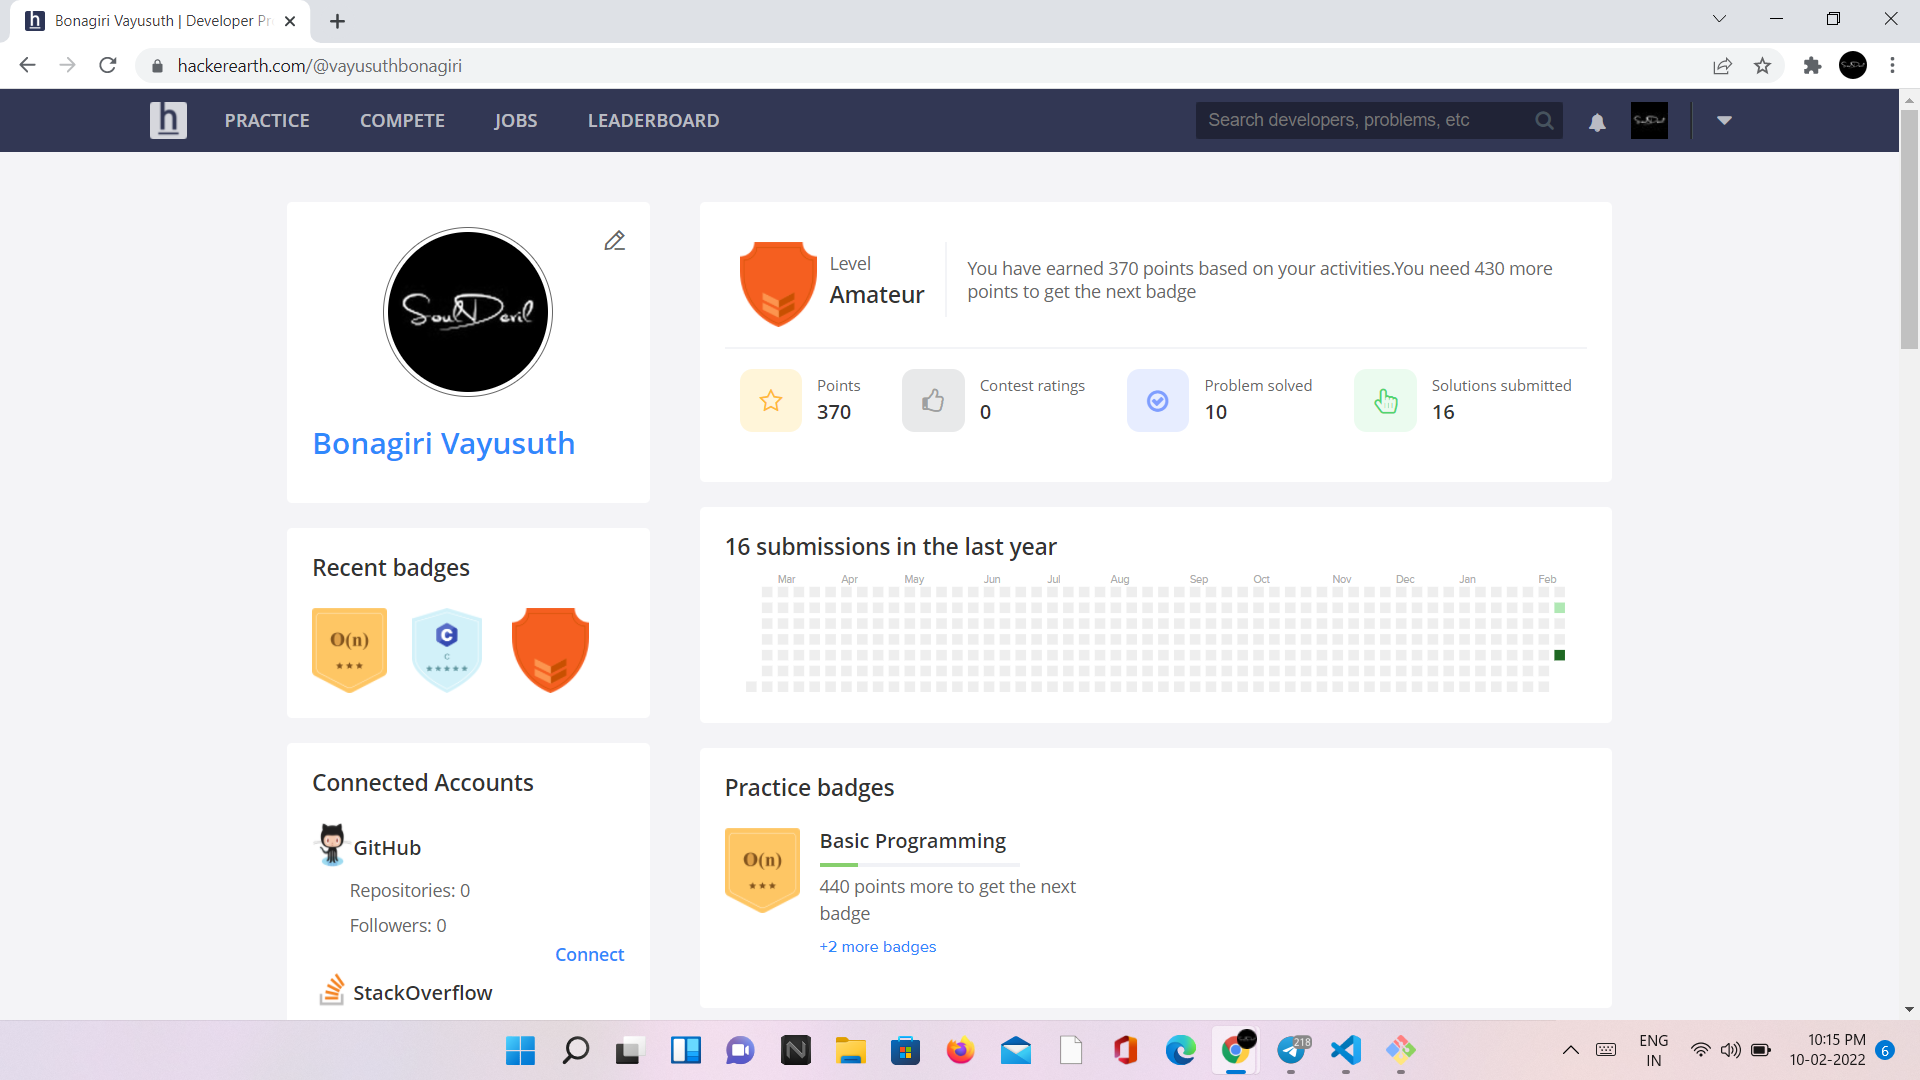 Bonagiri Vayusuth | Developer Pr
hackerearth.com/@vayusuthbonagiri
h PRACTICE COMPETE JOBS LEADERBOARD Search developers, problems, etc
SoulDevil
Bonagiri Vayusuth
Level
Amateur
You have earned 370 points based on your activities.You need 430 more
points to get the next badge
Points
370
Contest ratings
0
Problem solved
10
Solutions submitted
16
Recent badges
O(n)
C
C
16 submissions in the last year
Mar Apr May Jun Jul Aug Sep Oct Nov Dec Jan Feb
Connected Accounts
GitHub
Repositories: 0
Followers: 0
Connect
StackOverflow
Practice badges
O(n)
Basic Programming
440 points more to get the next
badge
+2 more badges
218
ENG
IN
10:15 PM
10-02-2022
6